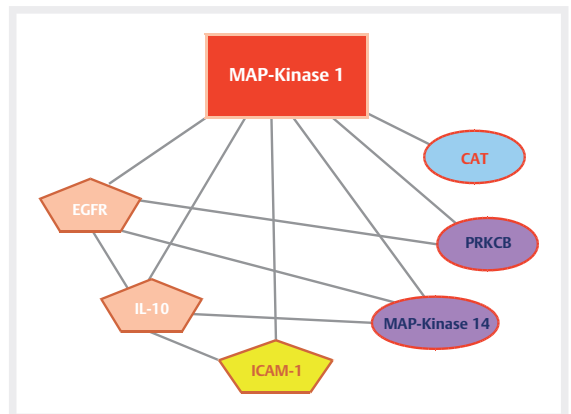 MAP-Kinase 1
CAT
EGFR
PRKCB
IL-10
MAP-Kinase 14
ICAM-1